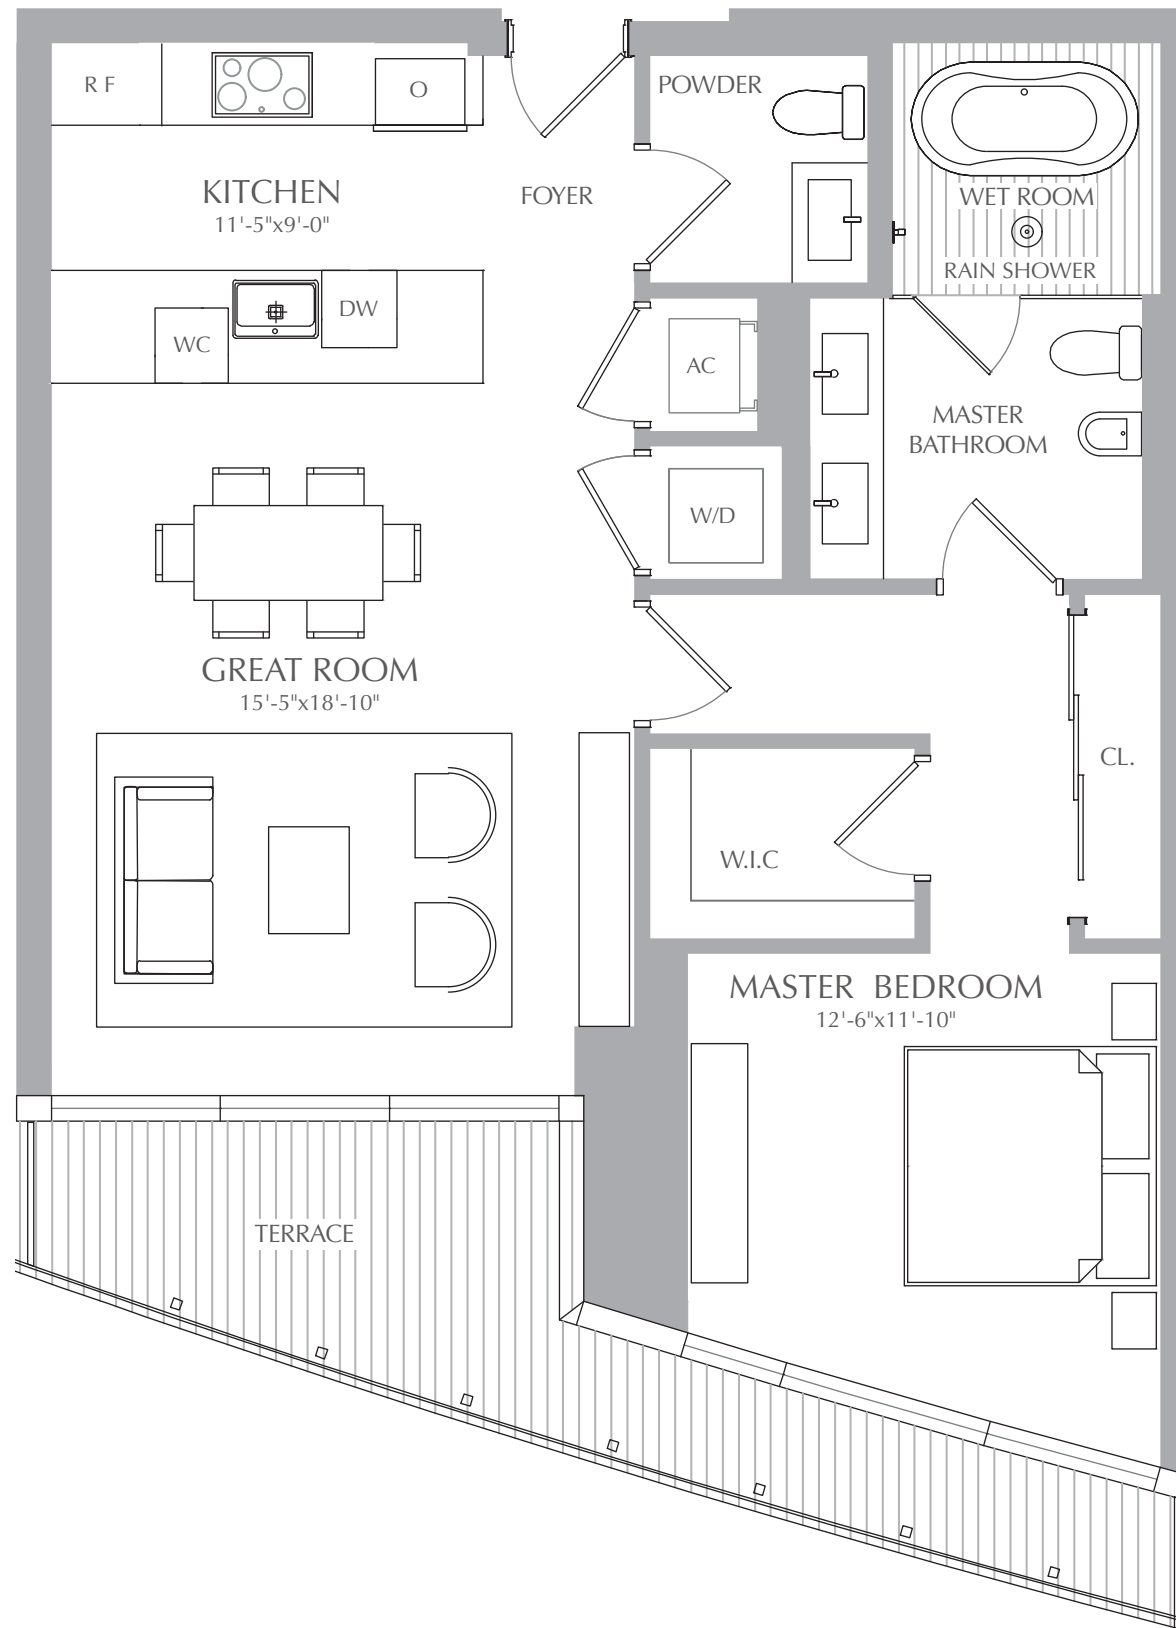 R F
O
POWDER
KITCHEN
11'-5"x9'-0"
FOYER
WET ROOM
RAIN SHOWER
DW
WC
AC
MASTER
BATHROOM
W/D
GREAT ROOM
15'-5"x18'-10"
CL.
W.I.C
MASTER BEDROOM
12'-6"x11'-10"
TERRACE